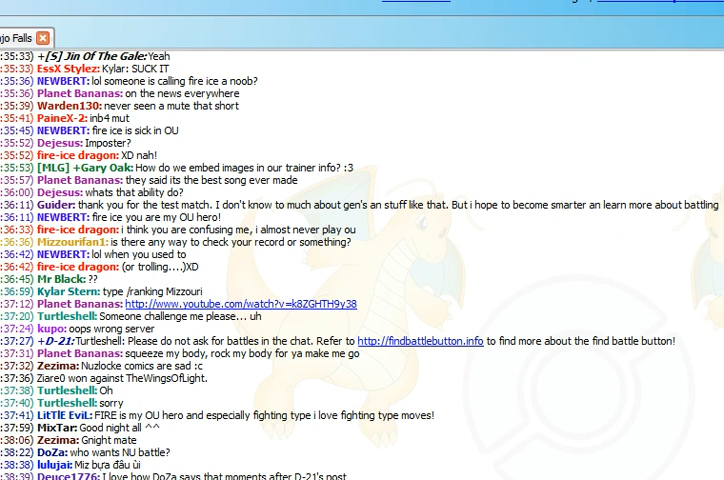 jo Falls
:35:33) +[S] Jin Of The Gale: Yeah
:35:33) EssX Stylez: Kylar: SUCK IT
:35:36) NEWBERT: lol someone is calling fire ice a noob?
:35:36) Planet Bananas: on the news everywhere
:35:39) Warden130: never seen a mute that short
:35:41) PaineX-2: inb4 mut
:35:45) NEWBERT: fire ice is sick in OU
:35:52) Dejesus: Imposter?
:35:52) fire-ice dragon: XD nah!
:35:53) [MLG] +Gary Oak: How do we embed images in our trainer info? :3
:35:57) Planet Bananas: they said its the best song ever made
:36:00) Dejesus: whats that ability do?
:36:11) Guider: thank you for the test match. I don't know to much about gen's an stuff like that. But i hope to become smarter an learn more about battling
:36:11) NEWBERT: fire ice you are my OU hero!
:36:33) fire-ice dragon: i think you are confusing me, i almost never play ou
:36:36) Mizzourifan1: is there any way to check your record or something?
:36:42) NEWBERT: lol when you used to
:36:42) fire-ice dragon: (or trolling....)XD
:36:45) Mr Black: ??
:36:59) Kylar Stern: type /ranking Mizzouri
:37:12) Planet Bananas: http://www.youtube.com/watch?v=k8ZGHTH9y38
:37:20) Turtleshell: Someone challenge me please... uh
:37:24) kupo: oops wrong server
:37:27) +D-21: Turtleshell: Please do not ask for battles in the chat. Refer to http://findbattlebutton.info to find more about the find battle button!
:37:31) Planet Bananas: squeeze my body, rock my body for ya make me go
:37:32) Zezima: Nuzlocke comics are sad :c
:37:36) Ziare0 won against TheWingsOfLight.
:37:38) Turtleshell: Oh
:37:40) Turtleshell: sorry
:37:41) LitTlE EviL: FIRE is my OU hero and especially fighting type i love fighting type moves!
:37:59) MixTar: Good night all ^^
:38:06) Zezima: Gnight mate
:38:22) DoZa: who wants NU battle?
:38:38) lulujai: Miz bựa đâu ùi
:38:39) Deuce1776: I love how DoZa says that moments after D-21's post